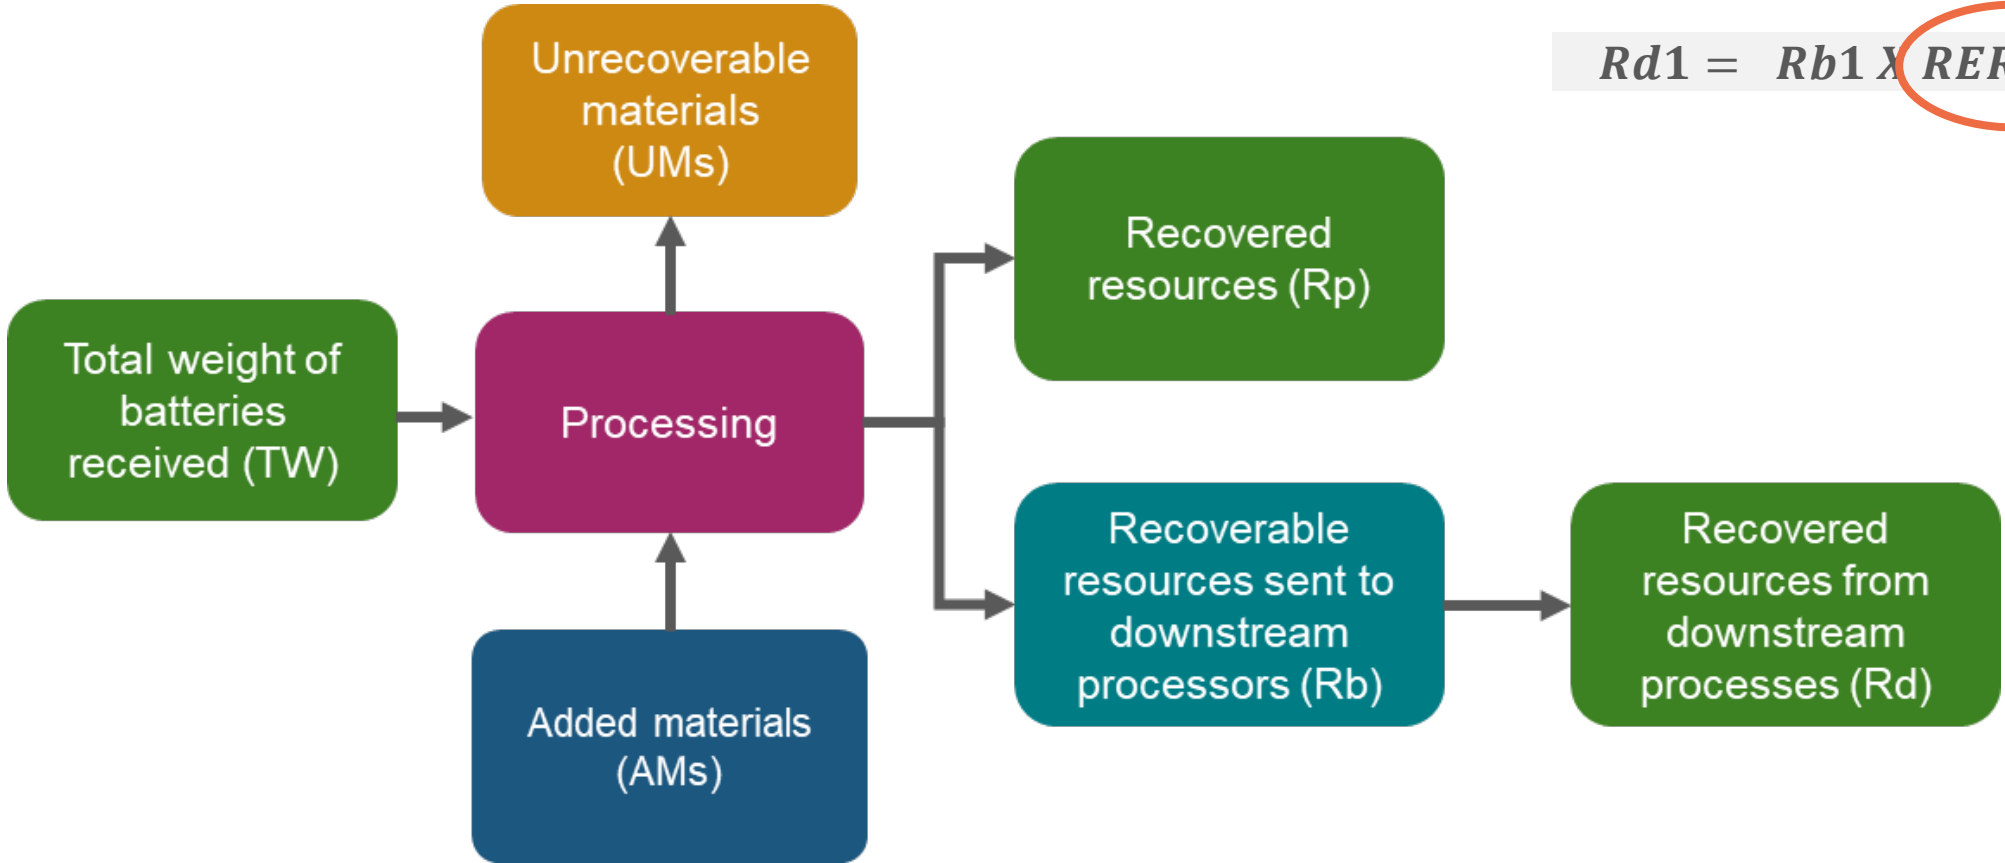 Unrecoverable
materials
(UMs)
Rd1 = Rb1 X RER
Recovered
resources (Rp)
Total weight of
batteries
received (TW)
Processing
Recoverable
resources sent to
downstream
processors (Rb)
Recovered
resources from
downstream
processes (Rd)
Added materials
(AMs)